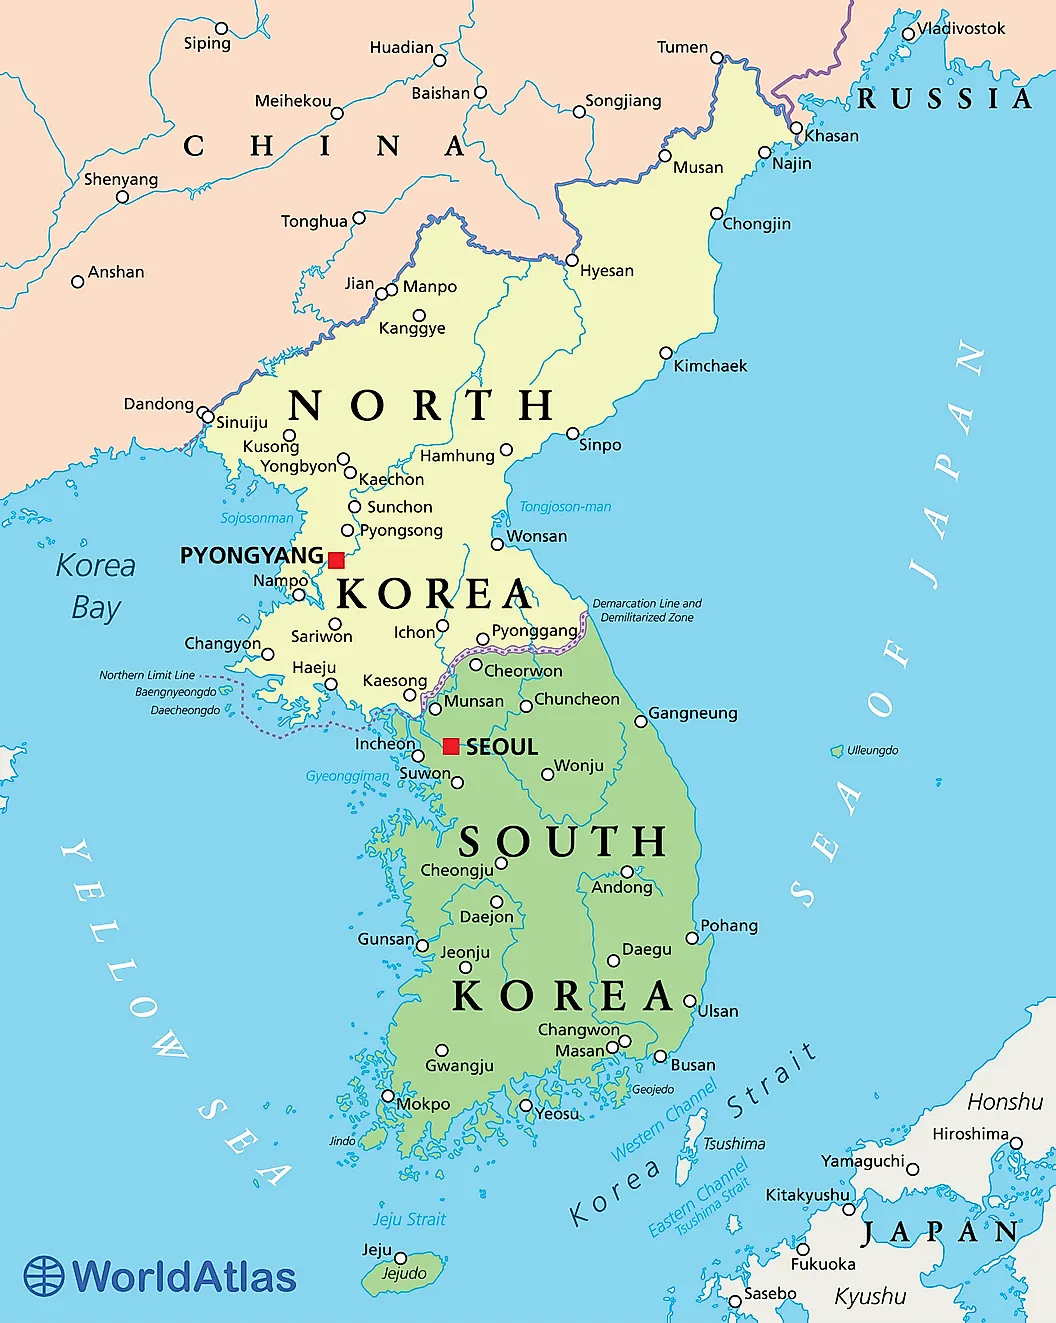 Siping
Huadian
Tumen
Vladivostok
Meihekou
Baishan
Songjiang
RUSSIA
CHINA
Khasan
Musan
Najin
Shenyang
Tonghua
Chongjin
Anshan
Jian
Manpo
Hyesan
Kanggye
Kimchaek
Dandong
Sinuiju
NORTH
Kusong
Hamhung
Sinpo
Yongbyon
Kaechon
Sunchon
Sojosonman
Tongjoson-man
Pyongsong
Wonsan
Korea
Bay
PYONGYANG
Nampo
KOREA
Demarcation Line and
Demilitarized Zone
Changyon
Sariwon
Ichon
Pyonggang
Haeju
Cheorwon
Northern Limit Line
Baengnyeongdo
Daecheongdo
Kaesong
Munsan
Chuncheon
Gangneung
Incheon
SEOUL
Gyeonggiman
Suwon
Wonju
Ulleungdo
SEA OF JAPAN
SOUTH
Cheongju
Andong
Daejon
YELLOW SEA
Gunsan
Jeonju
Daegu
Pohang
KOREA
Ulsan
Changwon
Masan
Busan
Gwangju
Geojedo
Mokpo
Yeosu
Jindo
Western Channel
Korea Strait
Tsushima
Eastern Channel
Tsushima Strait
Honshu
Hiroshima
Yamaguchi
Kitakyushu
JAPAN
Jeju Strait
Jeju
Jejudo
Fukuoka
Sasebo
Kyushu
WorldAtlas